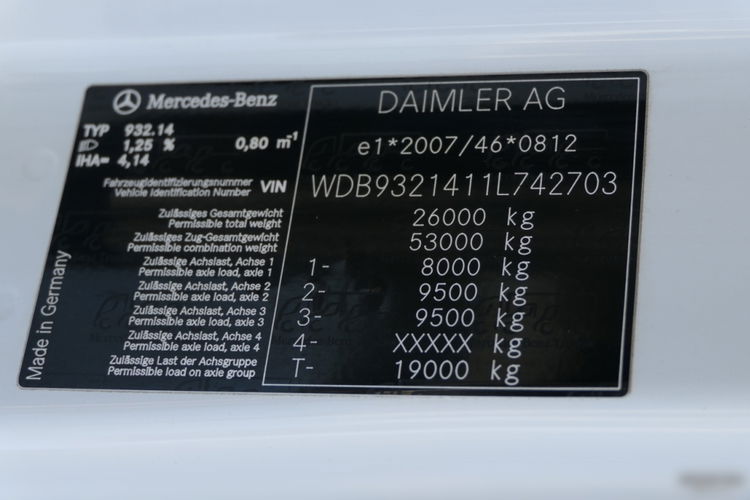 Mercedes-Benz
DAIMLER AG
TYP 932.14
1,25 % 0,80 m⁻¹
IHA= 4,14
e1*2007/46*0812
Fahrzeugidentifizierungsnummer
Vehicle Identification Number
VIN WDB9321411L742703
Zulässiges Gesamtgewicht
Permissible total weight
26000 kg
Zulässiges Zug-Gesamtgewicht
Permissible combination weight
53000 kg
Zulässige Achslast, Achse 1
Permissible axle load, axle 1
1- 8000 kg
Zulässige Achslast, Achse 2
Permissible axle load, axle 2
2- 9500 kg
Zulässige Achslast, Achse 3
Permissible axle load, axle 3
3- 9500 kg
Zulässige Achslast, Achse 4
Permissible axle load, axle 4
4- XXXXX kg
Zulässige Last der Achsgruppe
Permissible load on axle group
T- 19000 kg
Made in Germany